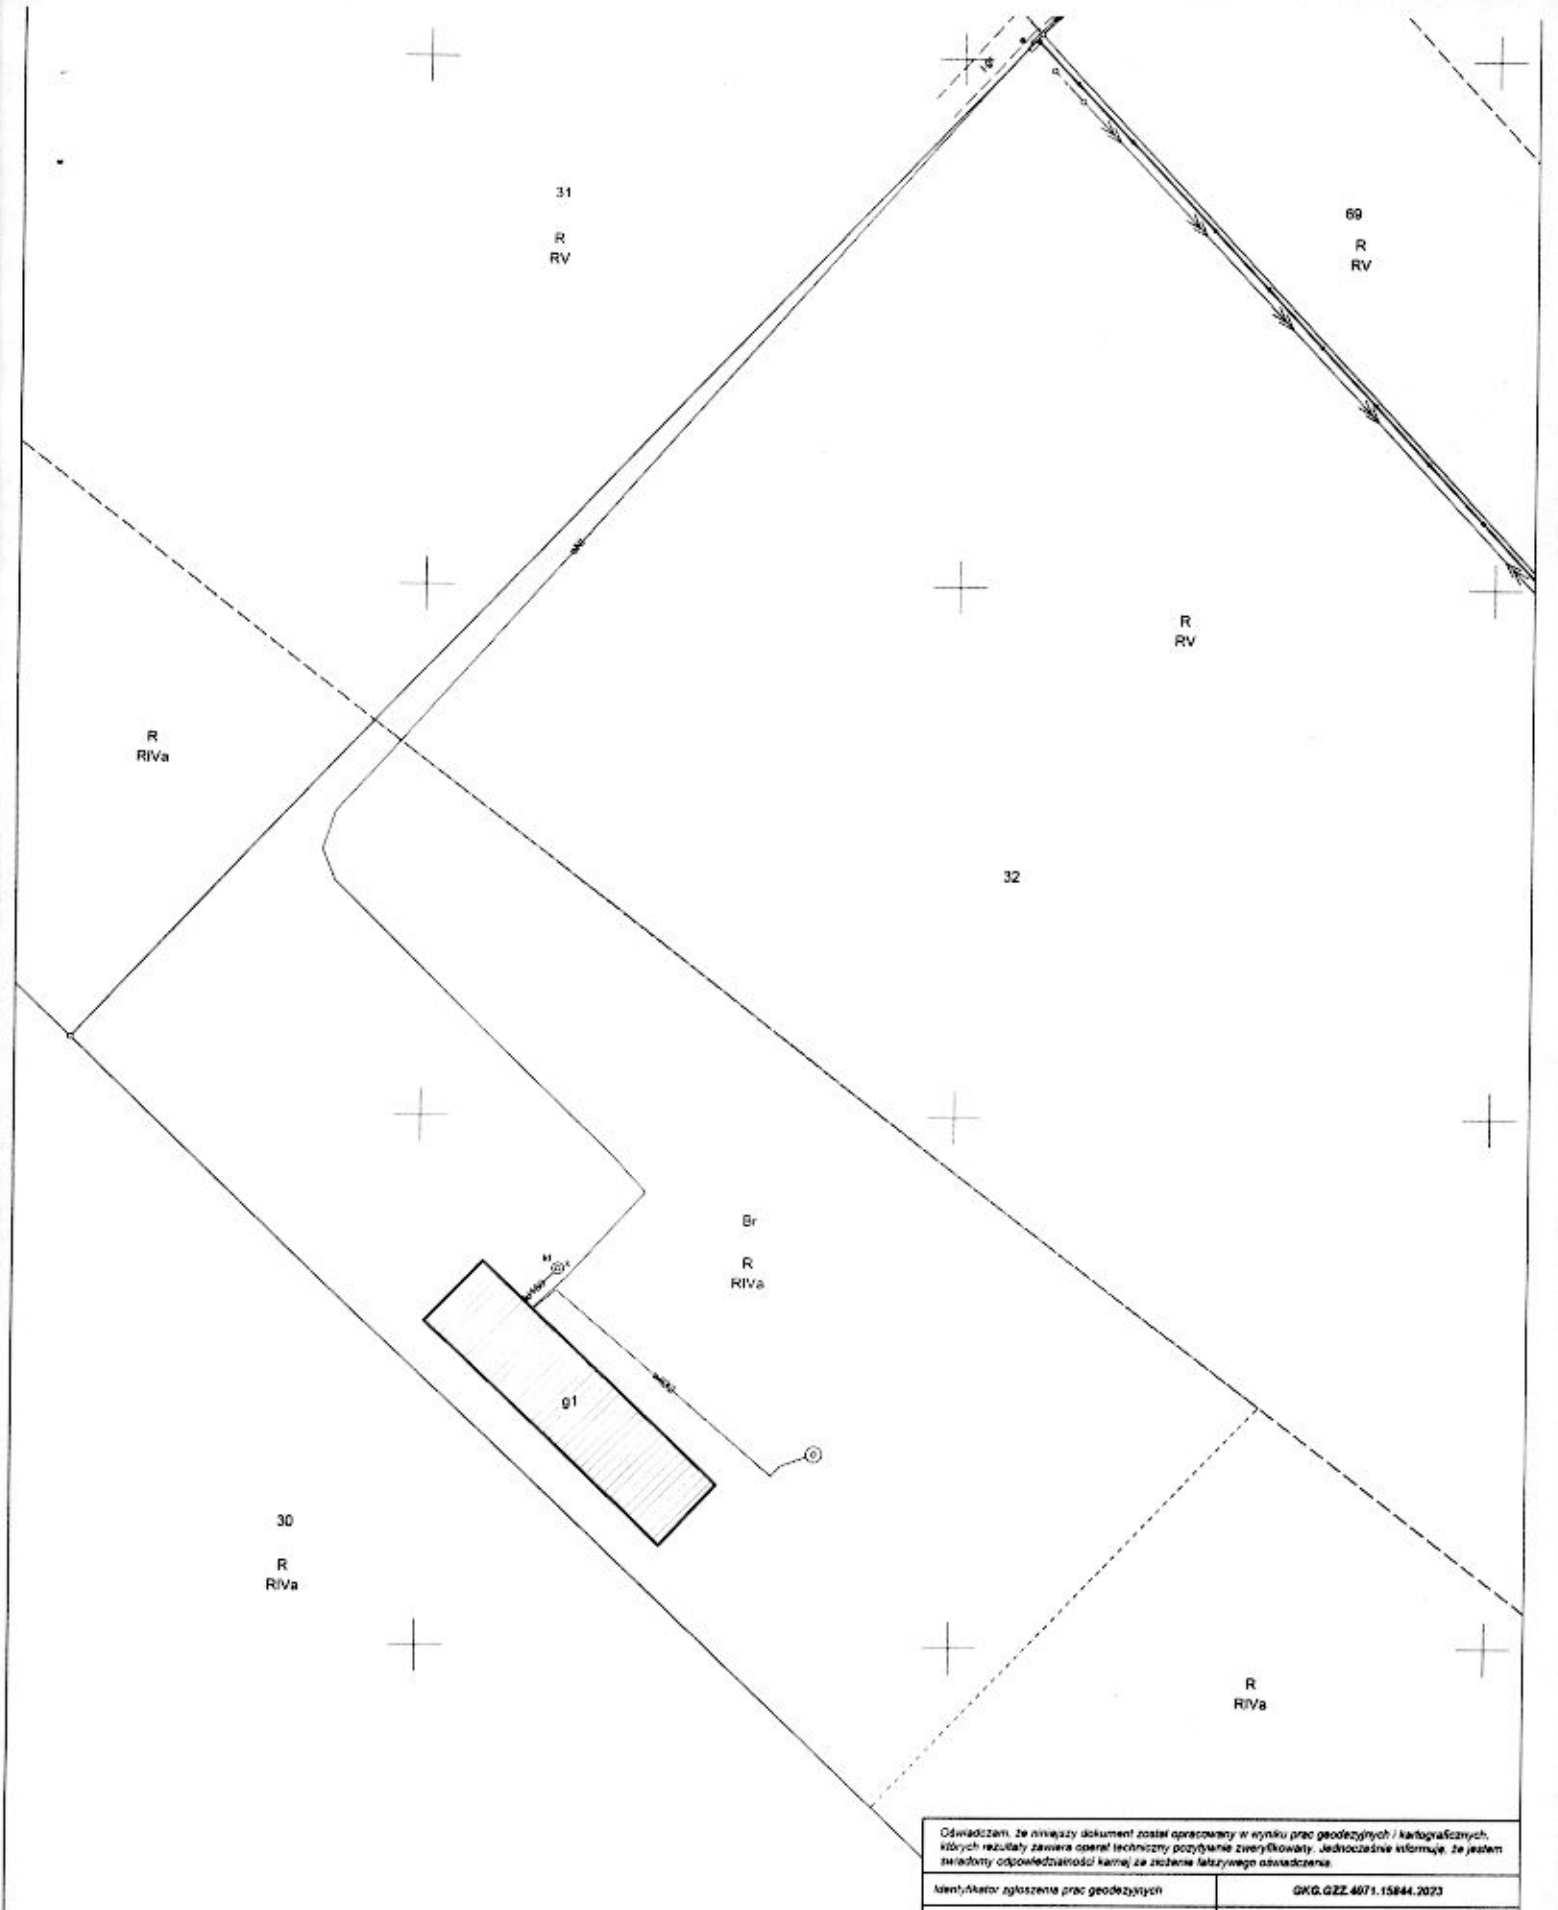 31
R
RV
69
R
RV
R
RV
R
RIVa
32
Br
R
RIVa
g1
30
R
RIVa
R
RIVa
Oświadczam, że niniejszy dokument został opracowany w wyniku prac geodezyjnych i kartograficznych,
których rezultaty zawiera operat techniczny pozytywnie zweryfikowany. Jednocześnie informuję, że jestem
świadomy odpowiedzialności karnej za złożenie fałszywego oświadczenia.
Identyfikator zgłoszenia prac geodezyjnych
GKG.GZZ.4071.15844.2023